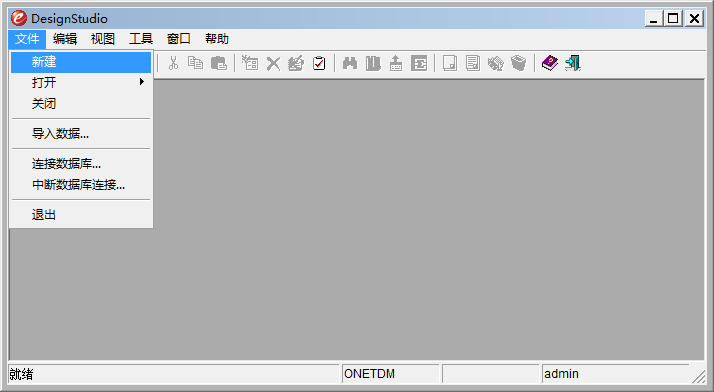 DesignStudio
文件 编辑 视图 工具 窗口 帮助
新建
打开
关闭
导入数据...
连接数据库...
中断数据库连接...
退出
就绪 ONETDM admin